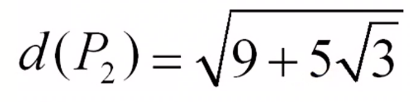 d(P₂) = √(9 + 5√3)